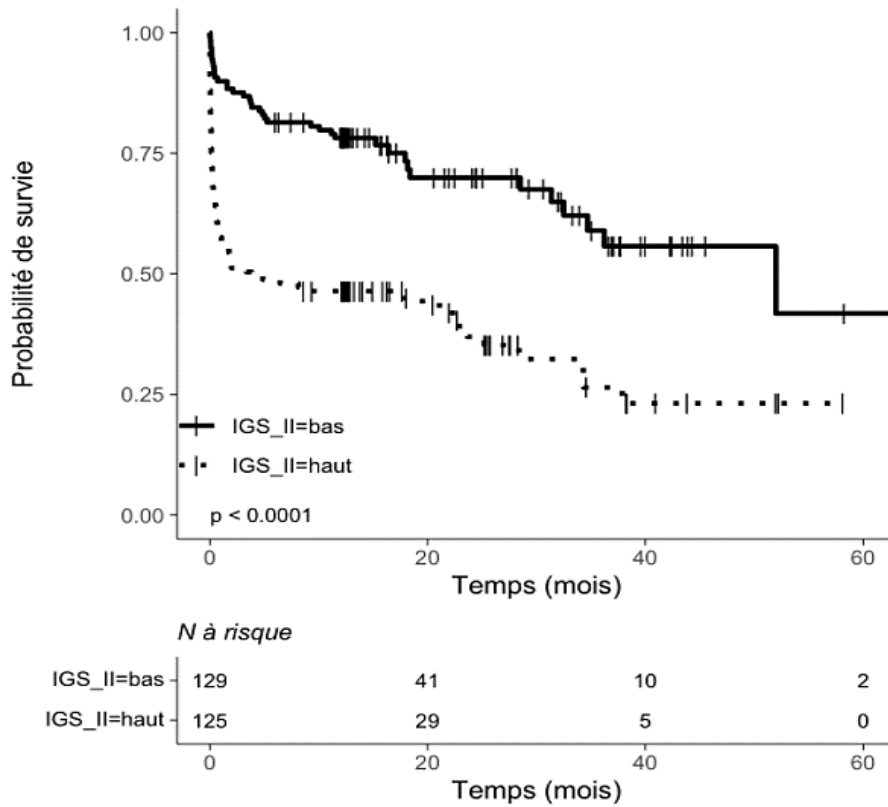 1.00
0.75
0.50
0.25
0.00
Probabilité de survie
IGS_II=bas
IGS_II=haut
p < 0.0001
0 20 40 60
Temps (mois)
N à risque
IGS_II=bas 129 41 10 2
IGS_II=haut 125 29 5 0
0 20 40 60
Temps (mois)